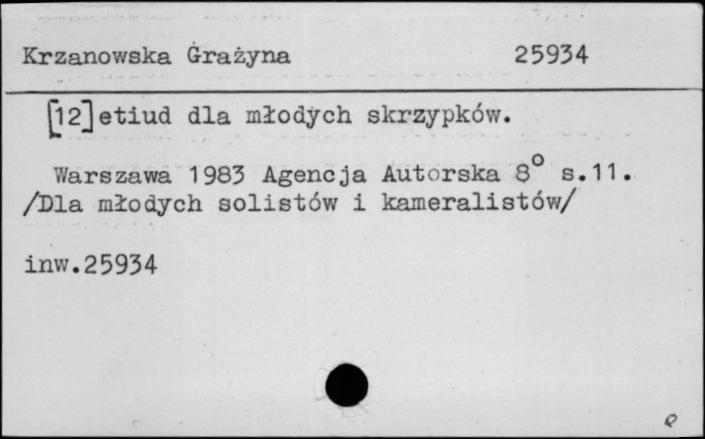 Krzanowska Grażyna 25934
[12] etiud dla młodych skrzypków.
Warszawa 1983 Agencja Autorska 8° s.11.
/Dla młodych solistów i kameralistów/
inw.25934